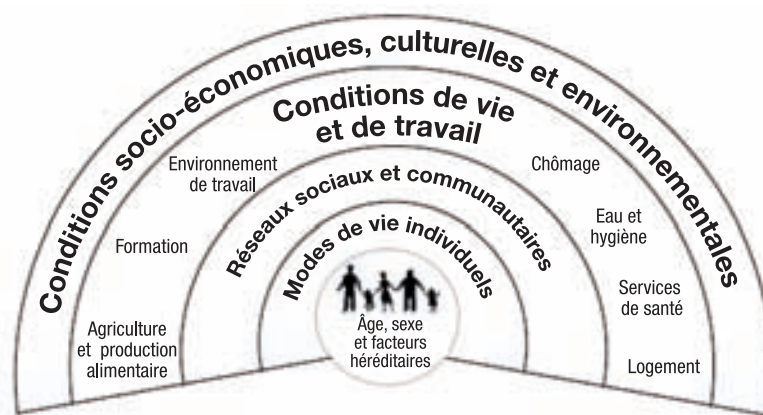 Conditions socio-économiques, culturelles et environnementales
Conditions de vie
et de travail
Environnement
de travail
Chômage
Réseaux sociaux et communautaires
Formation
Eau et
hygiène
Modes de vie individuels
Services
de santé
Agriculture
et production
alimentaire
Âge, sexe
et facteurs
héréditaires
Logement